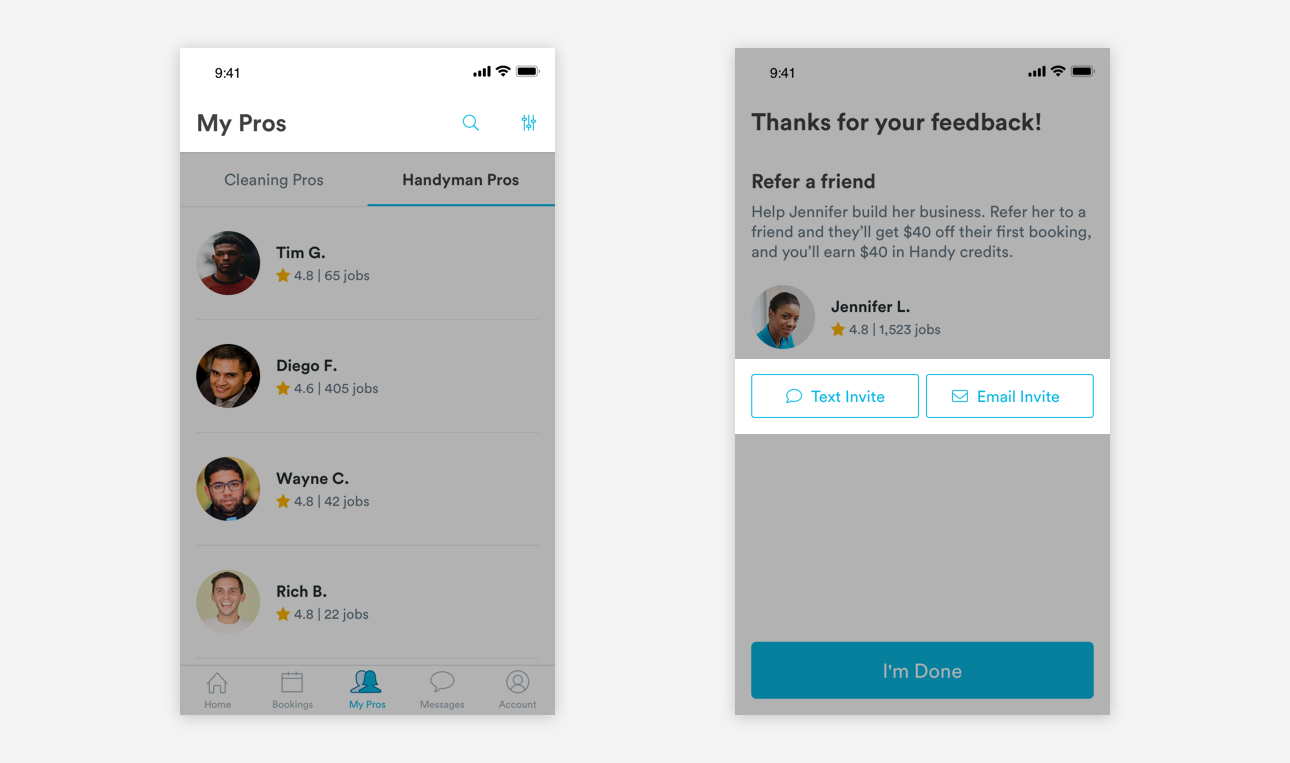 9:41
My Pros
Cleaning Pros
Handyman Pros
Tim G.
4.8 | 65 jobs
Diego F.
4.6 | 405 jobs
Wayne C.
4.8 | 42 jobs
Rich B.
4.8 | 22 jobs
Home
Bookings
My Pros
Messages
Account
9:41
Thanks for your feedback!
Refer a friend
Help Jennifer build her business. Refer her to a
friend and they’ll get $40 off their first booking,
and you’ll earn $40 in Handy credits.
Jennifer L.
4.8 | 1,523 jobs
Text Invite
Email Invite
I'm Done